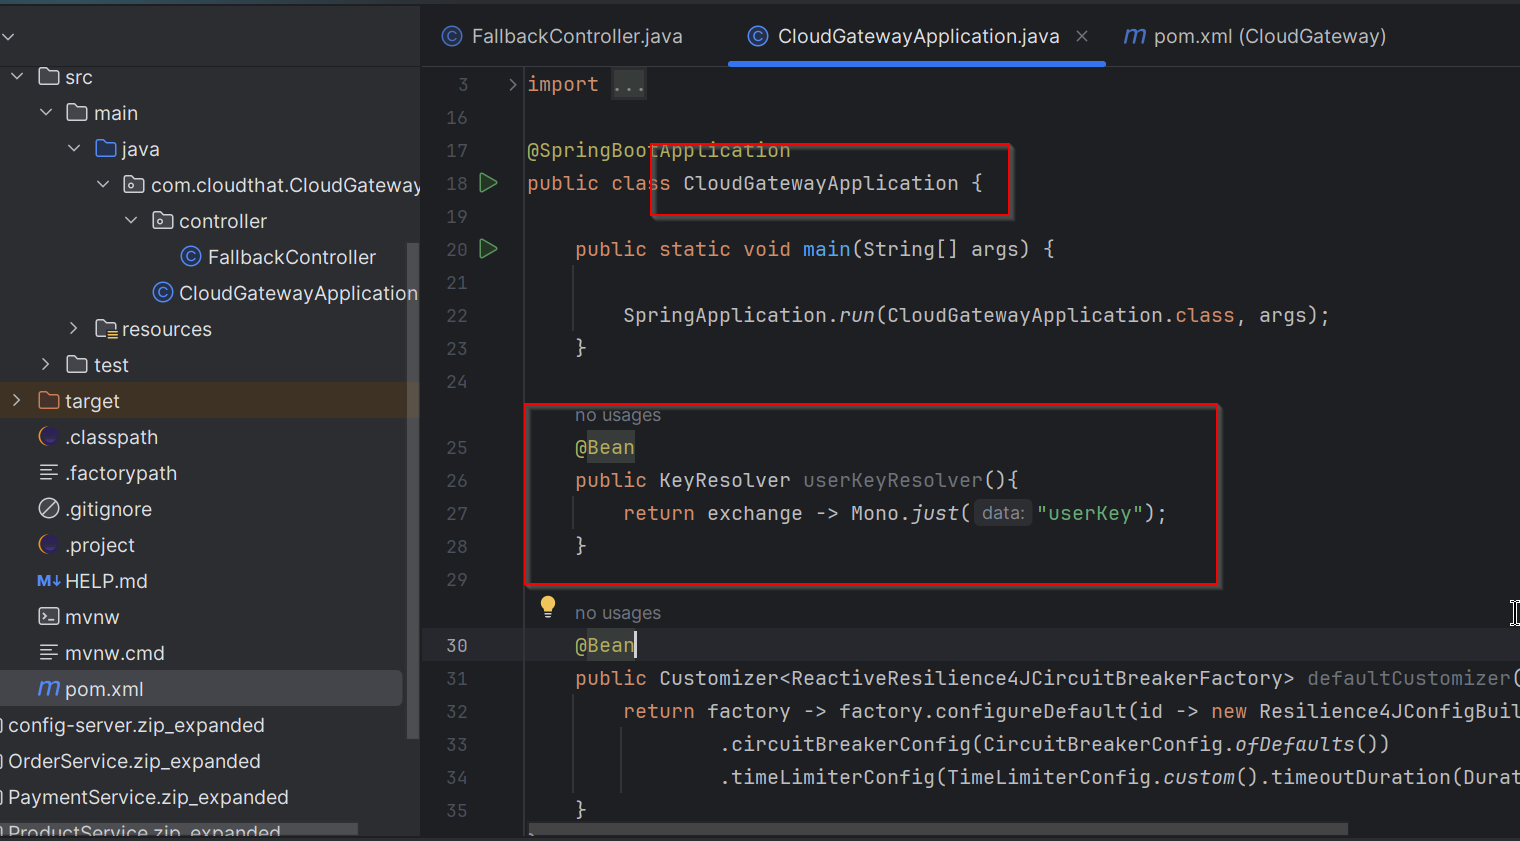 FallbackController.java
CloudGatewayApplication.java
pom.xml (CloudGateway)
src
main
java
com.cloudthat.CloudGateway
controller
FallbackController
CloudGatewayApplication
resources
test
target
.classpath
.factorypath
.gitignore
.project
HELP.md
mvnw
mvnw.cmd
pom.xml
config-server.zip_expanded
OrderService.zip_expanded
PaymentService.zip_expanded
ProductService.zip_expanded
3 import ...
16
17 @SpringBootApplication
18 public class CloudGatewayApplication {
19
20 public static void main(String[] args) {
21
22 SpringApplication.run(CloudGatewayApplication.class, args);
23 }
24
no usages
25 @Bean
26 public KeyResolver userKeyResolver(){
27 return exchange -> Mono.just( data: "userKey");
28 }
29
no usages
30 @Bean
31 public Customizer<ReactiveResilience4JCircuitBreakerFactory> defaultCustomizer(
32 return factory -> factory.configureDefault(id -> new Resilience4JConfigBuil
33 .circuitBreakerConfig(CircuitBreakerConfig.ofDefaults())
34 .timeLimiterConfig(TimeLimiterConfig.custom().timeoutDuration(Durat
35 }